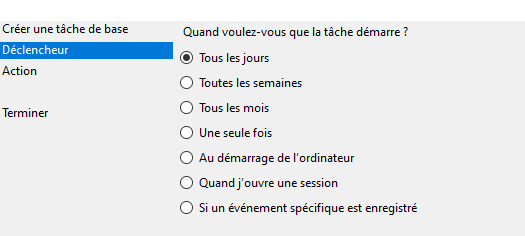 Créer une tâche de base
Quand voulez-vous que la tâche démarre ?
Déclencheur
Tous les jours
Action
Toutes les semaines
Tous les mois
Terminer
Une seule fois
Au démarrage de l'ordinateur
Quand j'ouvre une session
Si un événement spécifique est enregistré